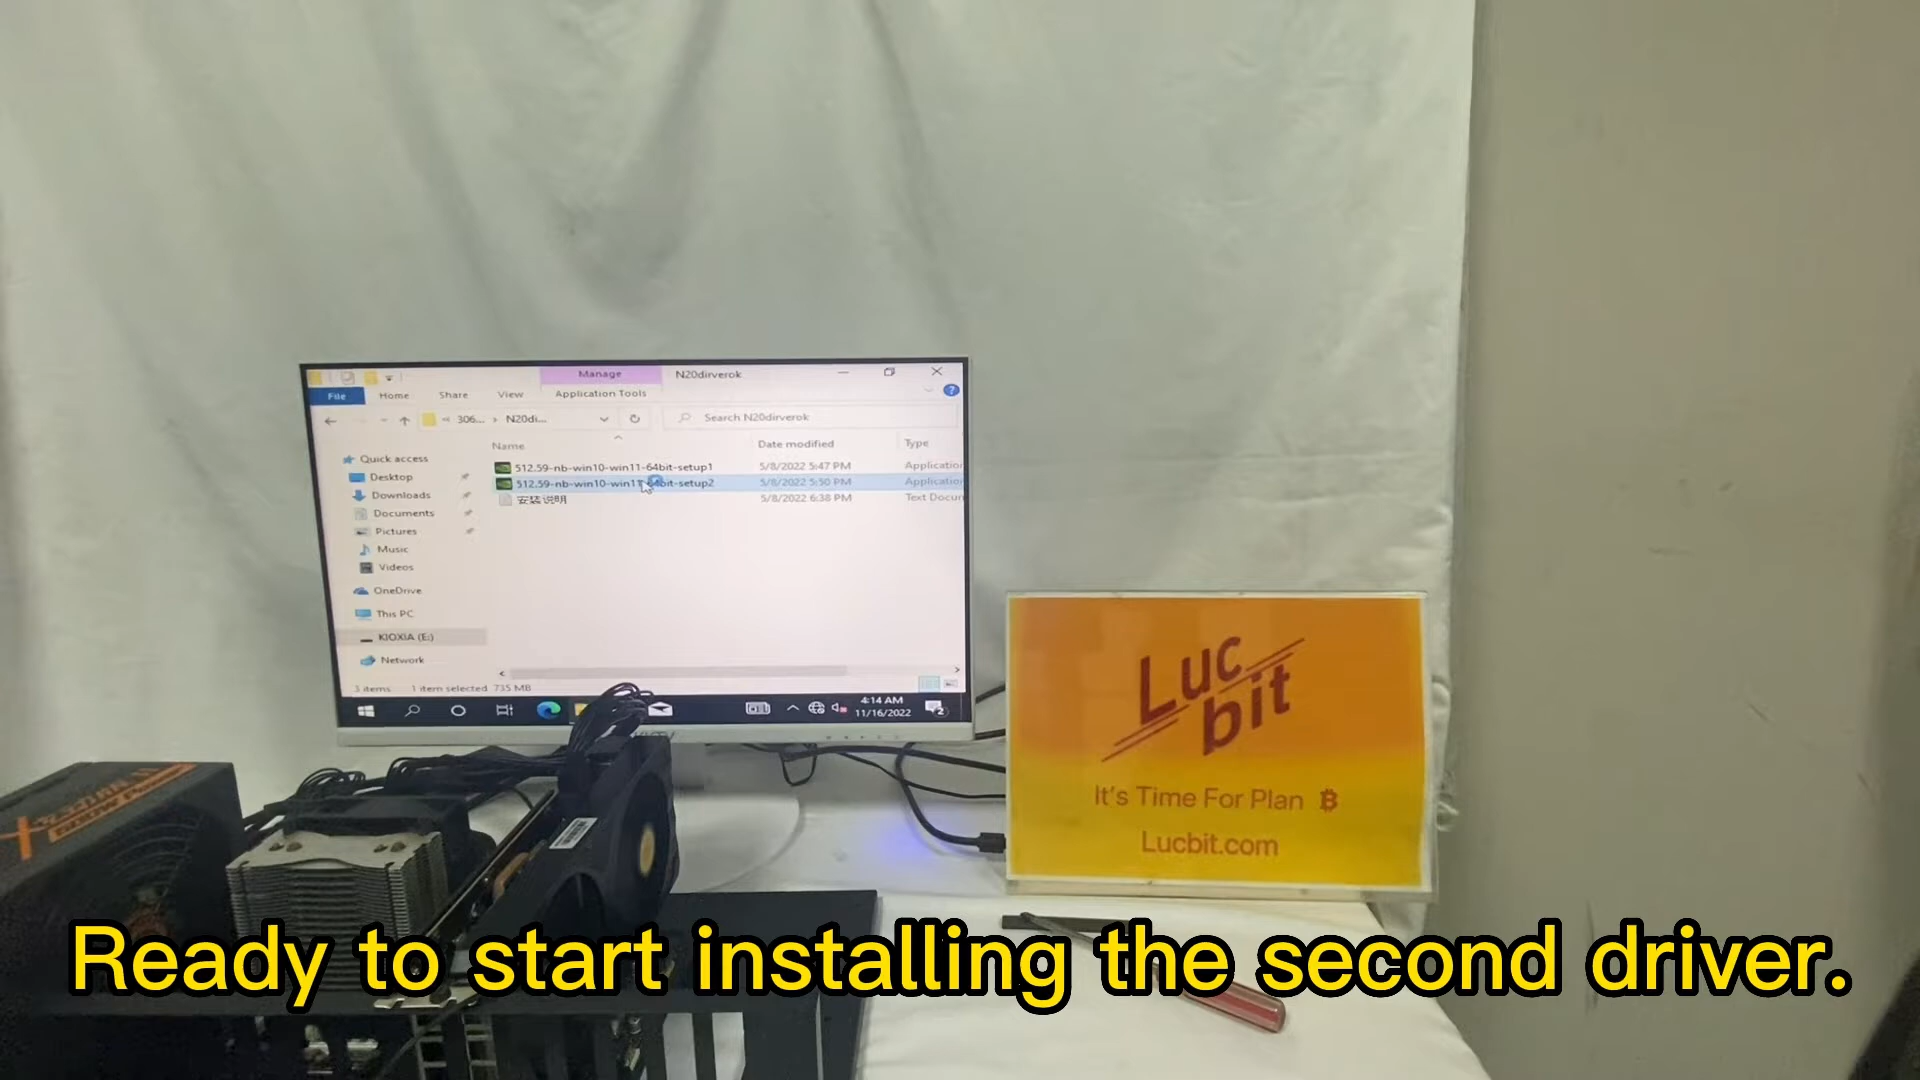 Manage
N20dirverok
File
Home
Share
View
Application Tools
306...
N20di...
Search N20dirverok
Name
Date modified
Type
Quick access
Desktop
Downloads
Documents
Pictures
Music
Videos
OneDrive
This PC
KIOXIA (E:)
Network
512.59-nb-win10-win11-64bit-setup1
5/8/2022 5:47 PM
Application
512.59-nb-win10-win11-64bit-setup2
5/8/2022 5:50 PM
Application
安装说明
5/8/2022 6:38 PM
Text Docum
3 items
1 item selected 735 MB
4:14 AM
11/16/2022
2
Luc
bit
It's Time For Plan ₿
Lucbit.com
Ready to start installing the second driver.